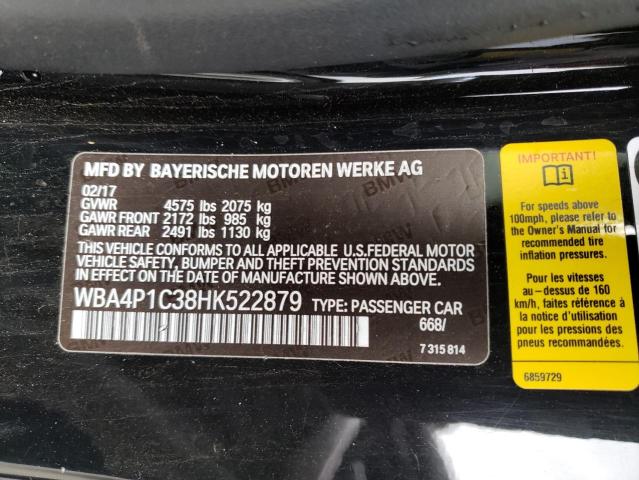 MFD BY BAYERISCHE MOTOREN WERKE AG
02/17
GVWR 4575 lbs 2075 kg
GAWR FRONT 2172 lbs 985 kg
GAWR REAR 2491 lbs 1130 kg
THIS VEHICLE CONFORMS TO ALL APPLICABLE U.S.FEDERAL MOTOR
VEHICLE SAFETY, BUMPER AND THEFT PREVENTION STANDARDS
IN EFFECT ON THE DATE OF MANUFACTURE SHOWN ABOVE.
WBA4P1C38HK522879 TYPE: PASSENGER CAR
668/
7 315 814
IMPORTANT
For speeds above
100mph, please refer to
the Owner's Manual for
recommended tire
inflation pressures.
Pour les vitesses
au-dessus de 160
km/h, faites référence à
la notice d'utilisation
pour les pressions des
pneus recommandées.
6859729